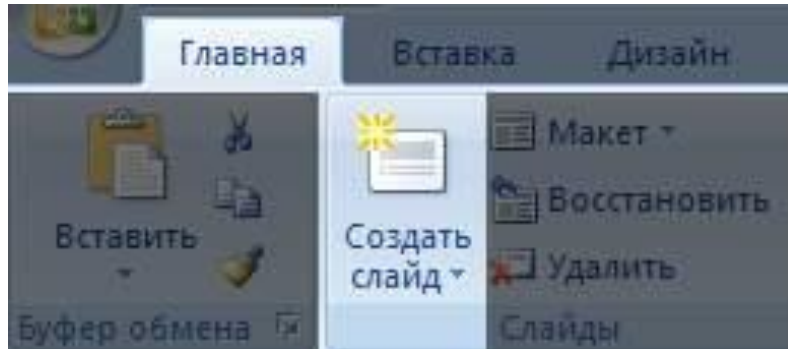 Главная Вставка Дизайн
Вставить
Создать
слайд
Макет
Восстановить
Удалить
Буфер обмена Слайды